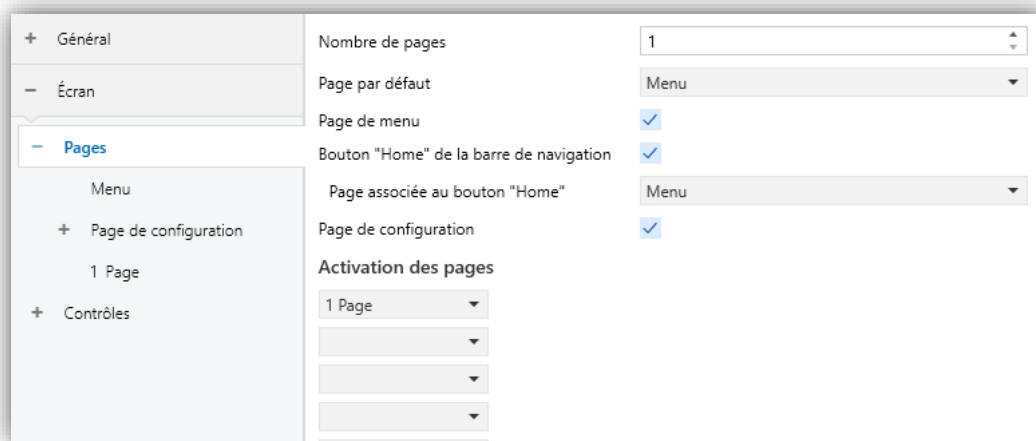 Général
Écran
Pages
Menu
Page de configuration
1 Page
Contrôles
Nombre de pages
1
Page par défaut
Menu
Page de menu
Bouton "Home" de la barre de navigation
Page associée au bouton "Home"
Menu
Page de configuration
Activation des pages
1 Page